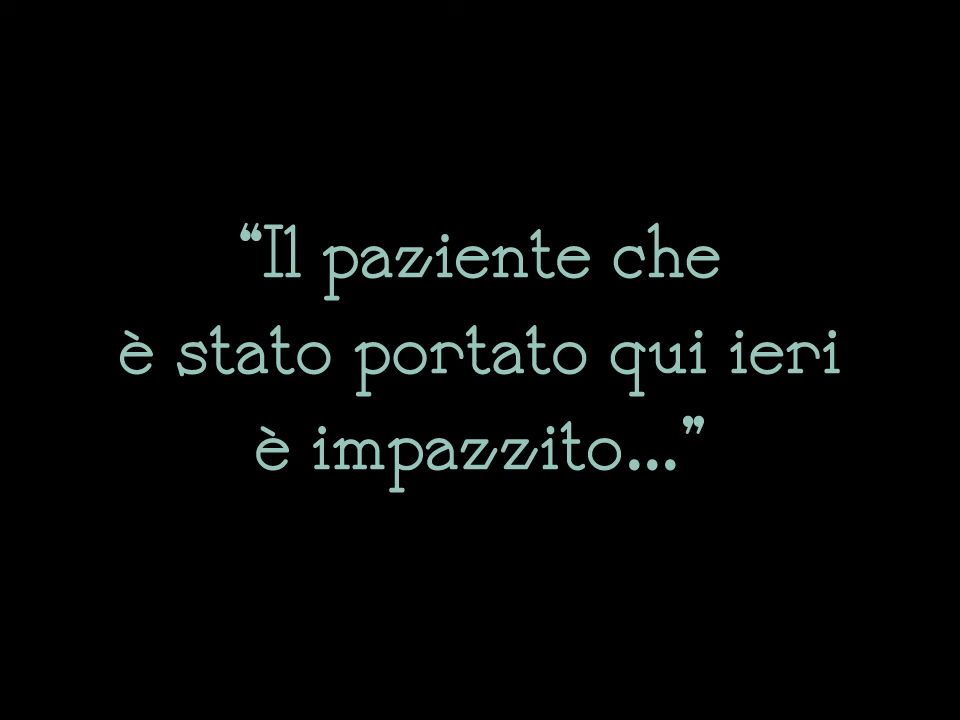 “Il paziente che
è stato portato qui ieri
è impazzito...”